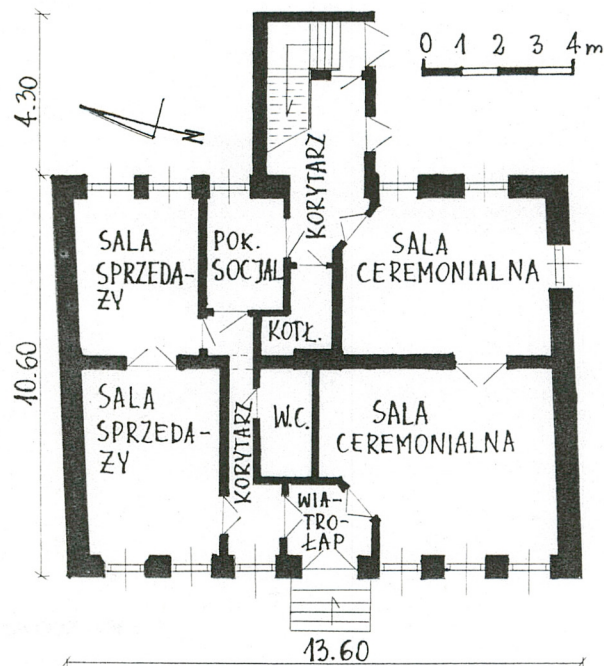 0 1 2 3 4 m
4.30
N
KORYTARZ
SALA
SPRZEDA-
ŻY
POK.
SOCJAL
SALA
CEREMONIALNA
KOTŁ.
10.60
SALA
SPRZEDA-
ŻY
KORYTARZ
W.C.
SALA
CEREMONIALNA
WIA-
TRO-
ŁAP
13.60